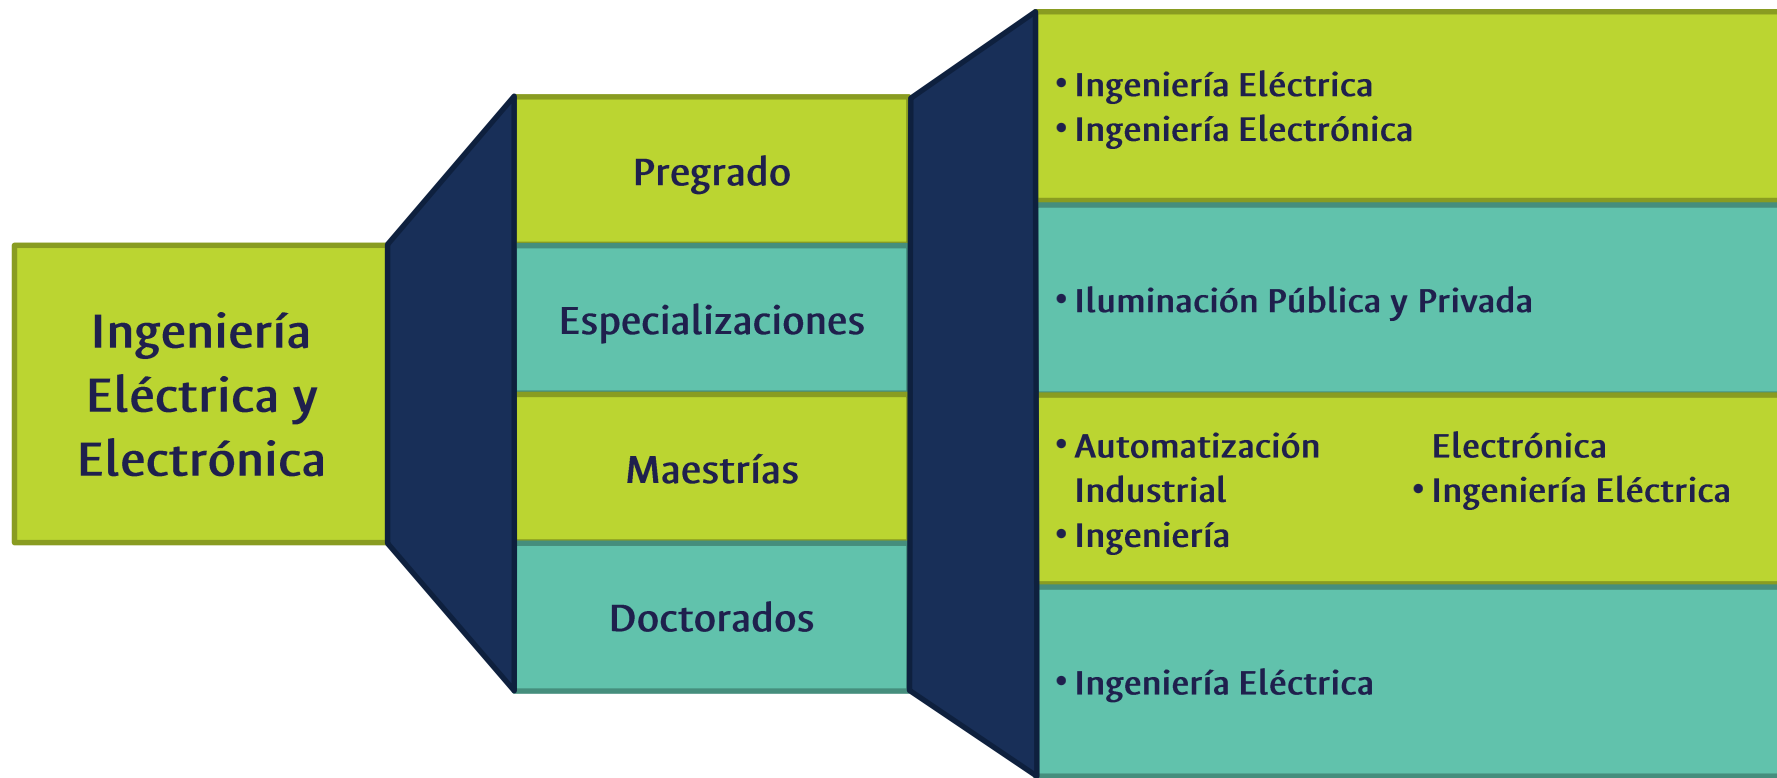 Ingeniería
Eléctrica y
Electrónica
Pregrado
Especializaciones
Maestrías
Doctorados
• Ingeniería Eléctrica
• Ingeniería Electrónica
• Iluminación Pública y Privada
• Automatización
Industrial
• Ingeniería
Electrónica
• Ingeniería Eléctrica
• Ingeniería Eléctrica